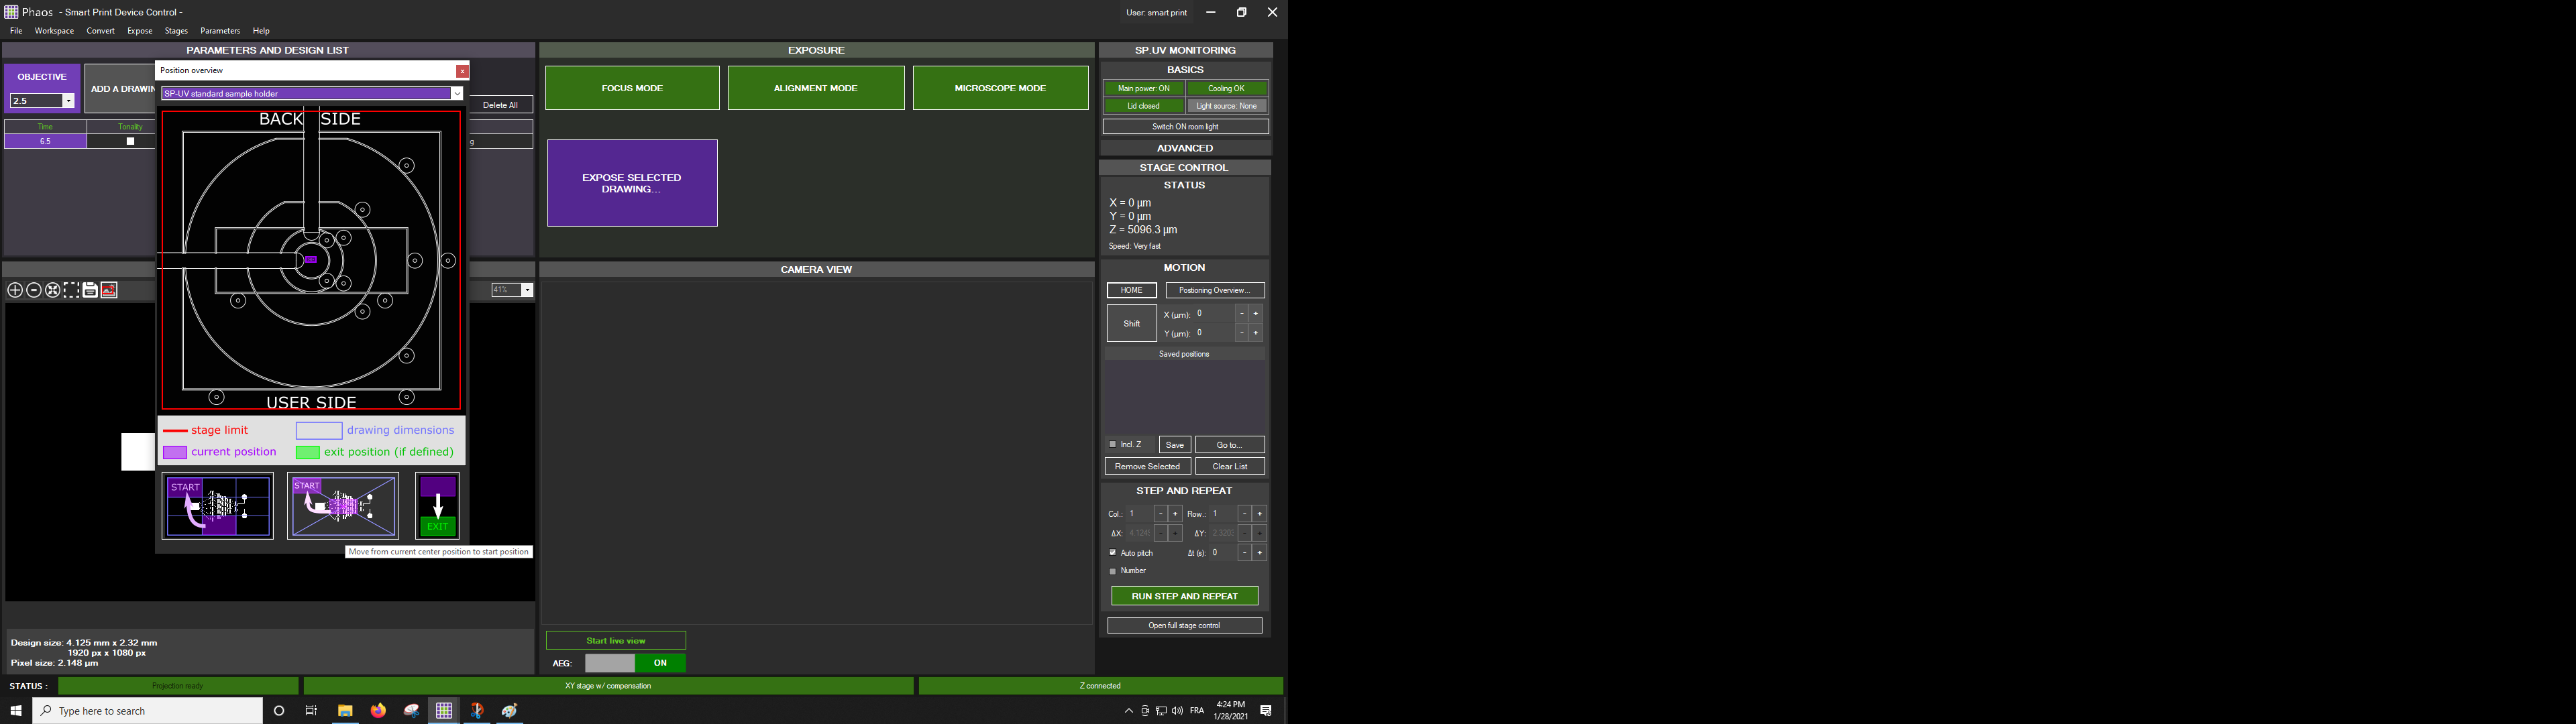 Phaos - Smart Print Device Control -
User: smart print
File Workspace Convert Expose Stages Parameters Help
PARAMETERS AND DESIGN LIST
OBJECTIVE
2.5
ADD A DRAWIN
Delete All
Time Tonality
6.5
g
Position overview
x
SP-UV standard sample holder
BACK SIDE
USER SIDE
stage limit
drawing dimensions
current position
exit position (if defined)
START
START
EXIT
Move from current center position to start position
41%
Design size: 4.125 mm x 2.32 mm
1920 px x 1080 px
Pixel size: 2.148 µm
EXPOSURE
FOCUS MODE
ALIGNMENT MODE
MICROSCOPE MODE
EXPOSE SELECTED
DRAWING...
CAMERA VIEW
Start live view
AEG:
ON
SP.UV MONITORING
BASICS
Main power: ON
Cooling OK
Lid closed
Light source: None
Switch ON room light
ADVANCED
STAGE CONTROL
STATUS
X = 0 µm
Y = 0 µm
Z = 5096.3 µm
Speed: Very fast
MOTION
HOME
Postioning Overview...
Shift
X (µm): 0 - +
Y (µm): 0 - +
Saved positions
Incl. Z
Save
Go to...
Remove Selected
Clear List
STEP AND REPEAT
Col.: 1 - + Row.: 1 - +
ΔX: - + ΔY: - +
Auto pitch Δt (s): 0 - +
Number
RUN STEP AND REPEAT
Open full stage control
STATUS :
Projection ready
XY stage w/ compensation
Z connected
Type here to search
FRA
4:24 PM
1/28/2021